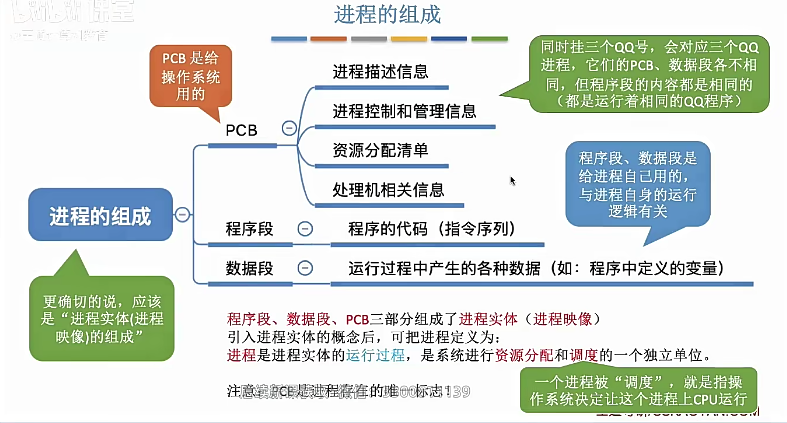 进程的组成
PCB 是给
操作系统
用的
同时挂三个QQ号，会对应三个QQ
进程，它们的PCB、数据段各不相
同，但程序段的内容都是相同的
（都是运行着相同的QQ程序）
进程描述信息
进程控制和管理信息
PCB
资源分配清单
处理机相关信息
程序段、数据段是
给进程自己用的，
与进程自身的运行
逻辑有关
进程的组成
程序段
程序的代码（指令序列）
数据段
运行过程中产生的各种数据（如：程序中定义的变量）
更确切的说，应该
是“进程实体(进程
映像)的组成”
程序段、数据段、PCB三部分组成了进程实体（进程映像）
引入进程实体的概念后，可把进程定义为：
进程是进程实体的运行过程，是系统进行资源分配和调度的一个独立单位。
注意：PCB是进程存在的唯一标志！
一个进程被“调度”，就是指操
作系统决定让这个进程上CPU运行